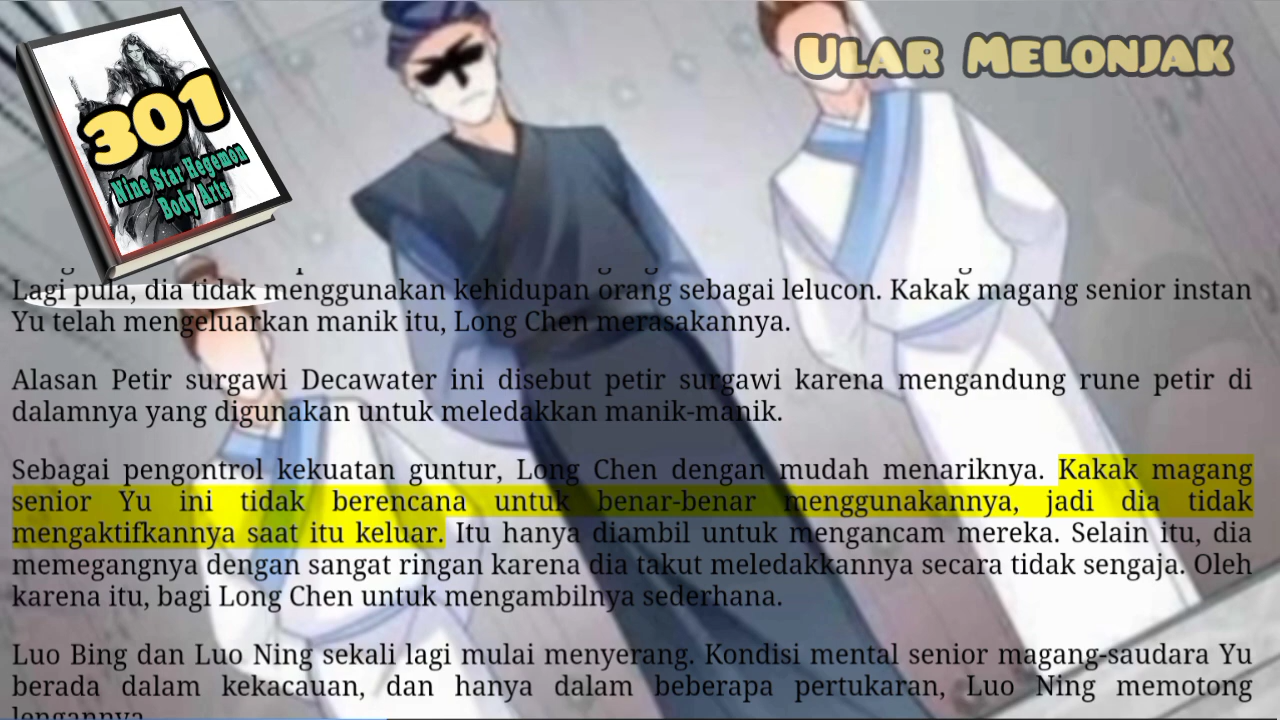 301
Nine Star Hegemon
Body Arts
Ular Melonjak
Lagi pula, dia tidak menggunakan kehidupan orang sebagai lelucon. Kakak magang senior instan
Yu telah mengeluarkan manik itu, Long Chen merasakannya.
Alasan Petir surgawi Decawater ini disebut petir surgawi karena mengandung rune petir di
dalamnya yang digunakan untuk meledakkan manik-manik.
Sebagai pengontrol kekuatan guntur, Long Chen dengan mudah menariknya. Kakak magang
senior Yu ini tidak berencana untuk benar-benar menggunakannya, jadi dia tidak
mengaktifkannya saat itu keluar. Itu hanya diambil untuk mengancam mereka. Selain itu, dia
memegangnya dengan sangat ringan karena dia takut meledakkannya secara tidak sengaja. Oleh
karena itu, bagi Long Chen untuk mengambilnya sederhana.
Luo Bing dan Luo Ning sekali lagi mulai menyerang. Kondisi mental senior magang-saudara Yu
berada dalam kekacauan, dan hanya dalam beberapa pertukaran, Luo Ning memotong
lengannya.